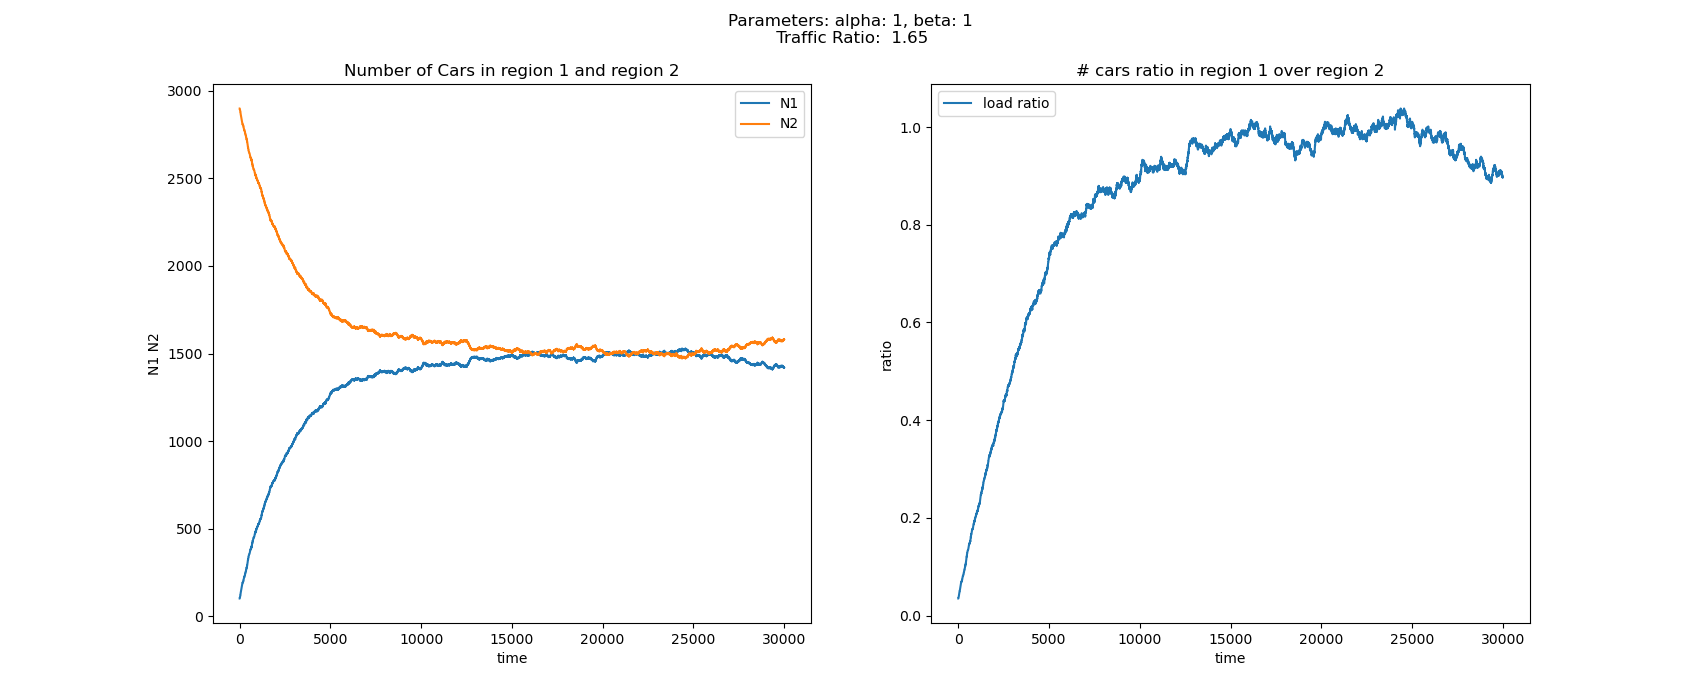 Parameters: alpha: 1, beta: 1
Traffic Ratio: 1.65
Number of Cars in region 1 and region 2
3000
2500
2000
1500
1000
500
0
N1 N2
N1
N2
0 5000 10000 15000 20000 25000 30000
time
# cars ratio in region 1 over region 2
load ratio
1.0
0.8
0.6
0.4
0.2
0.0
ratio
0 5000 10000 15000 20000 25000 30000
time